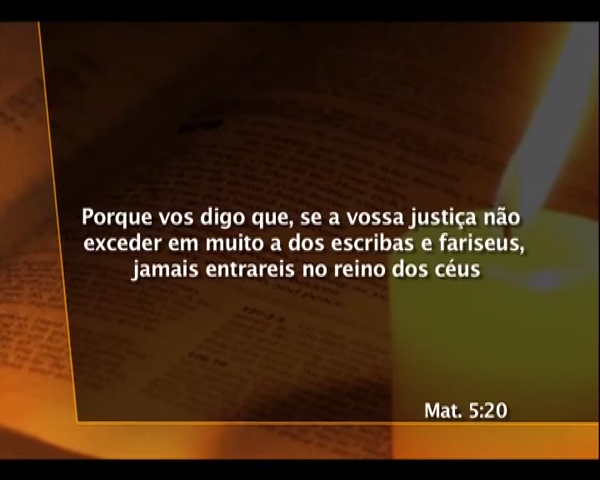 Porque vos digo que, se a vossa justiça não
exceder em muito a dos escribas e fariseus,
jamais entrareis no reino dos céus
Mat. 5:20